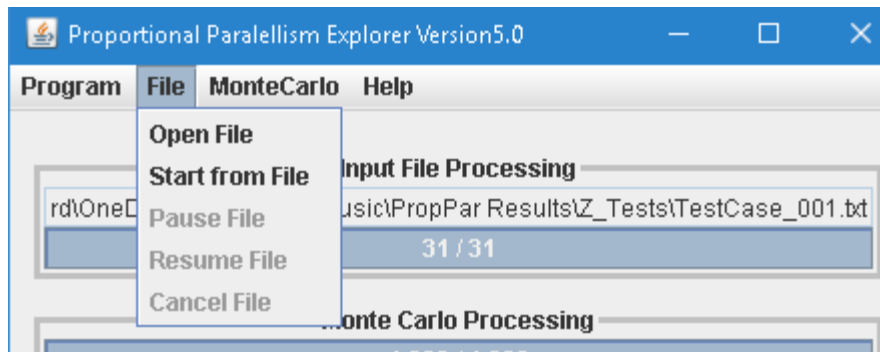 Proportional Paralellism Explorer Version5.0
Program File MonteCarlo Help
Open File
Start from File
Pause File
Resume File
Cancel File
Input File Processing
rd\OneD usic\PropPar Results\Z_Tests\TestCase_001.txt
31 / 31
onte Carlo Processing